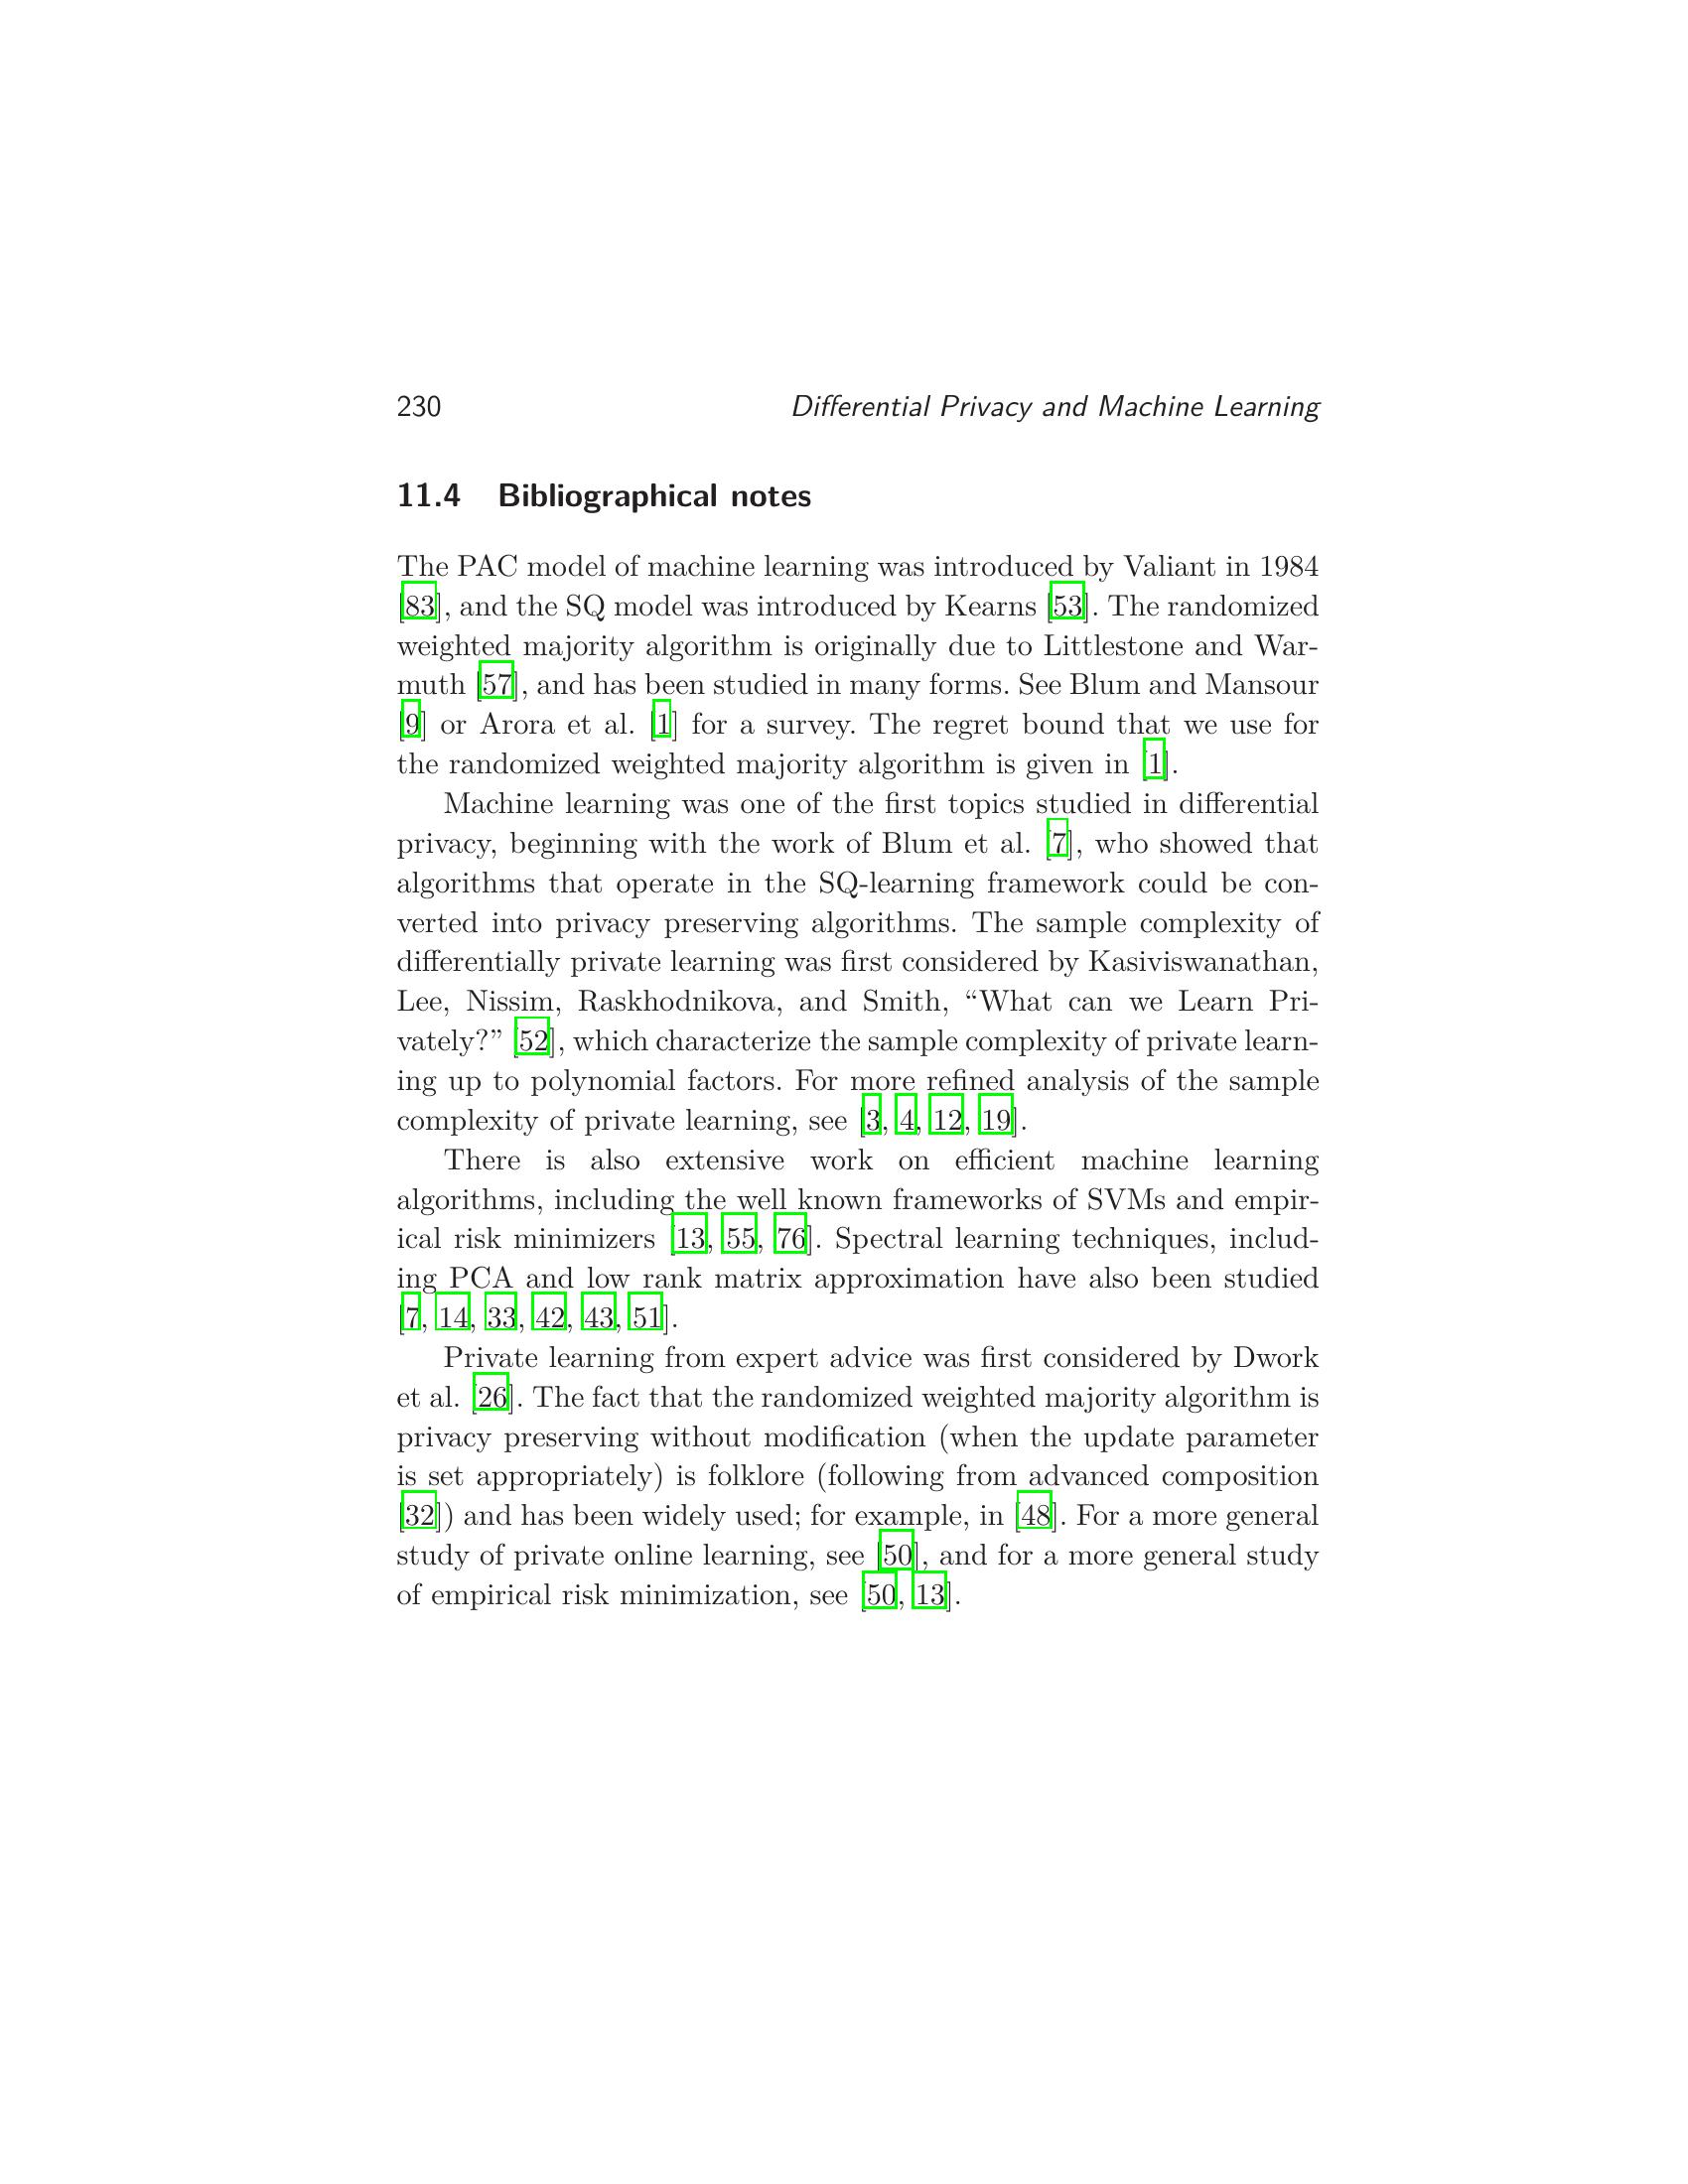 230 Differential Privacy and Machine Learning
11.4 Bibliographical notes
The PAC model of machine learning was introduced by Valiant in 1984
[83], and the SQ model was introduced by Kearns [53]. The randomized
weighted majority algorithm is originally due to Littlestone and War-
muth [57], and has been studied in many forms. See Blum and Mansour
[9] or Arora et al. [1] for a survey. The regret bound that we use for
the randomized weighted majority algorithm is given in [1].
Machine learning was one of the first topics studied in differential
privacy, beginning with the work of Blum et al. [7], who showed that
algorithms that operate in the SQ-learning framework could be con-
verted into privacy preserving algorithms. The sample complexity of
differentially private learning was first considered by Kasiviswanathan,
Lee, Nissim, Raskhodnikova, and Smith, “What can we Learn Pri-
vately?” [52], which characterize the sample complexity of private learn-
ing up to polynomial factors. For more refined analysis of the sample
complexity of private learning, see [3, 4, 12, 19].
There is also extensive work on efficient machine learning
algorithms, including the well known frameworks of SVMs and empir-
ical risk minimizers [13, 55, 76]. Spectral learning techniques, includ-
ing PCA and low rank matrix approximation have also been studied
[7, 14, 33, 42, 43, 51].
Private learning from expert advice was first considered by Dwork
et al. [26]. The fact that the randomized weighted majority algorithm is
privacy preserving without modification (when the update parameter
is set appropriately) is folklore (following from advanced composition
[32]) and has been widely used; for example, in [48]. For a more general
study of private online learning, see [50], and for a more general study
of empirical risk minimization, see [50, 13].